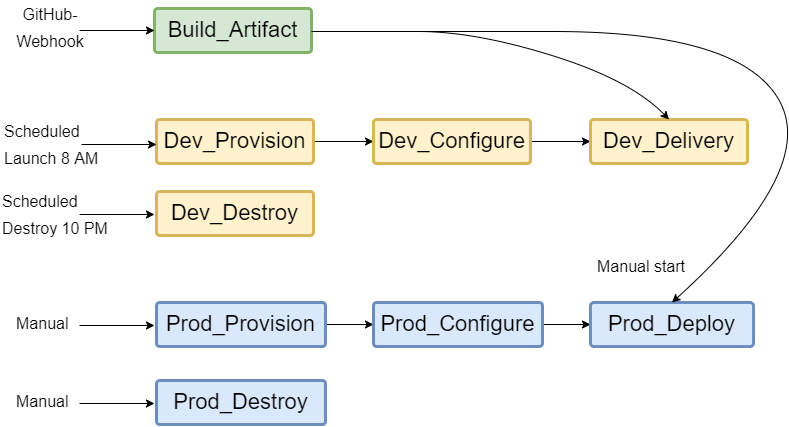 GitHub-
Webhook
Build_Artifact
Scheduled
Launch 8 AM
Dev_Provision
Dev_Configure
Dev_Delivery
Scheduled
Destroy 10 PM
Dev_Destroy
Manual start
Manual
Prod_Provision
Prod_Configure
Prod_Deploy
Manual
Prod_Destroy